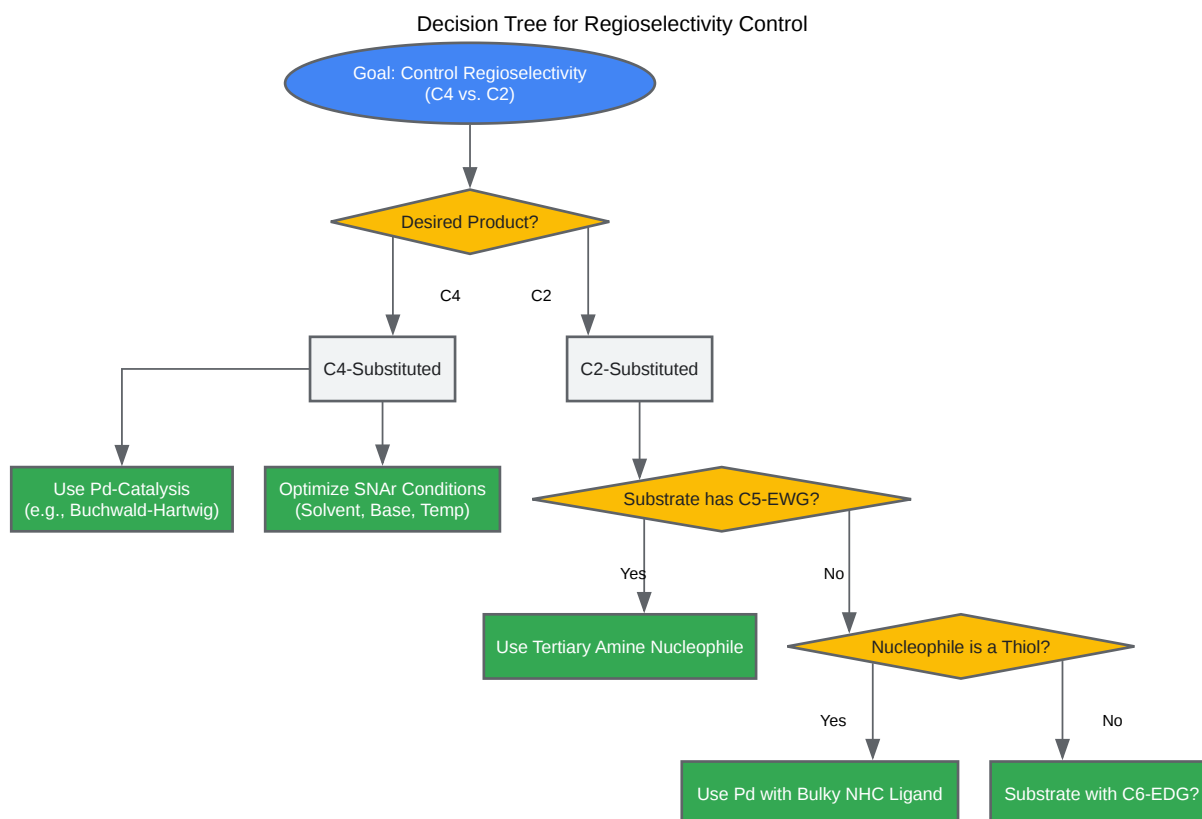 Decision Tree for Regioselectivity Control
Goal: Control Regioselectivity
(C4 vs. C2)
Desired Product?
C4
C2
C4-Substituted
C2-Substituted
Use Pd-Catalysis
(e.g., Buchwald-Hartwig)
Optimize SNAr Conditions
(Solvent, Base, Temp)
Substrate has C5-EWG?
Yes
No
Use Tertiary Amine Nucleophile
Nucleophile is a Thiol?
Yes
No
Use Pd with Bulky NHC Ligand
Substrate with C6-EDG?